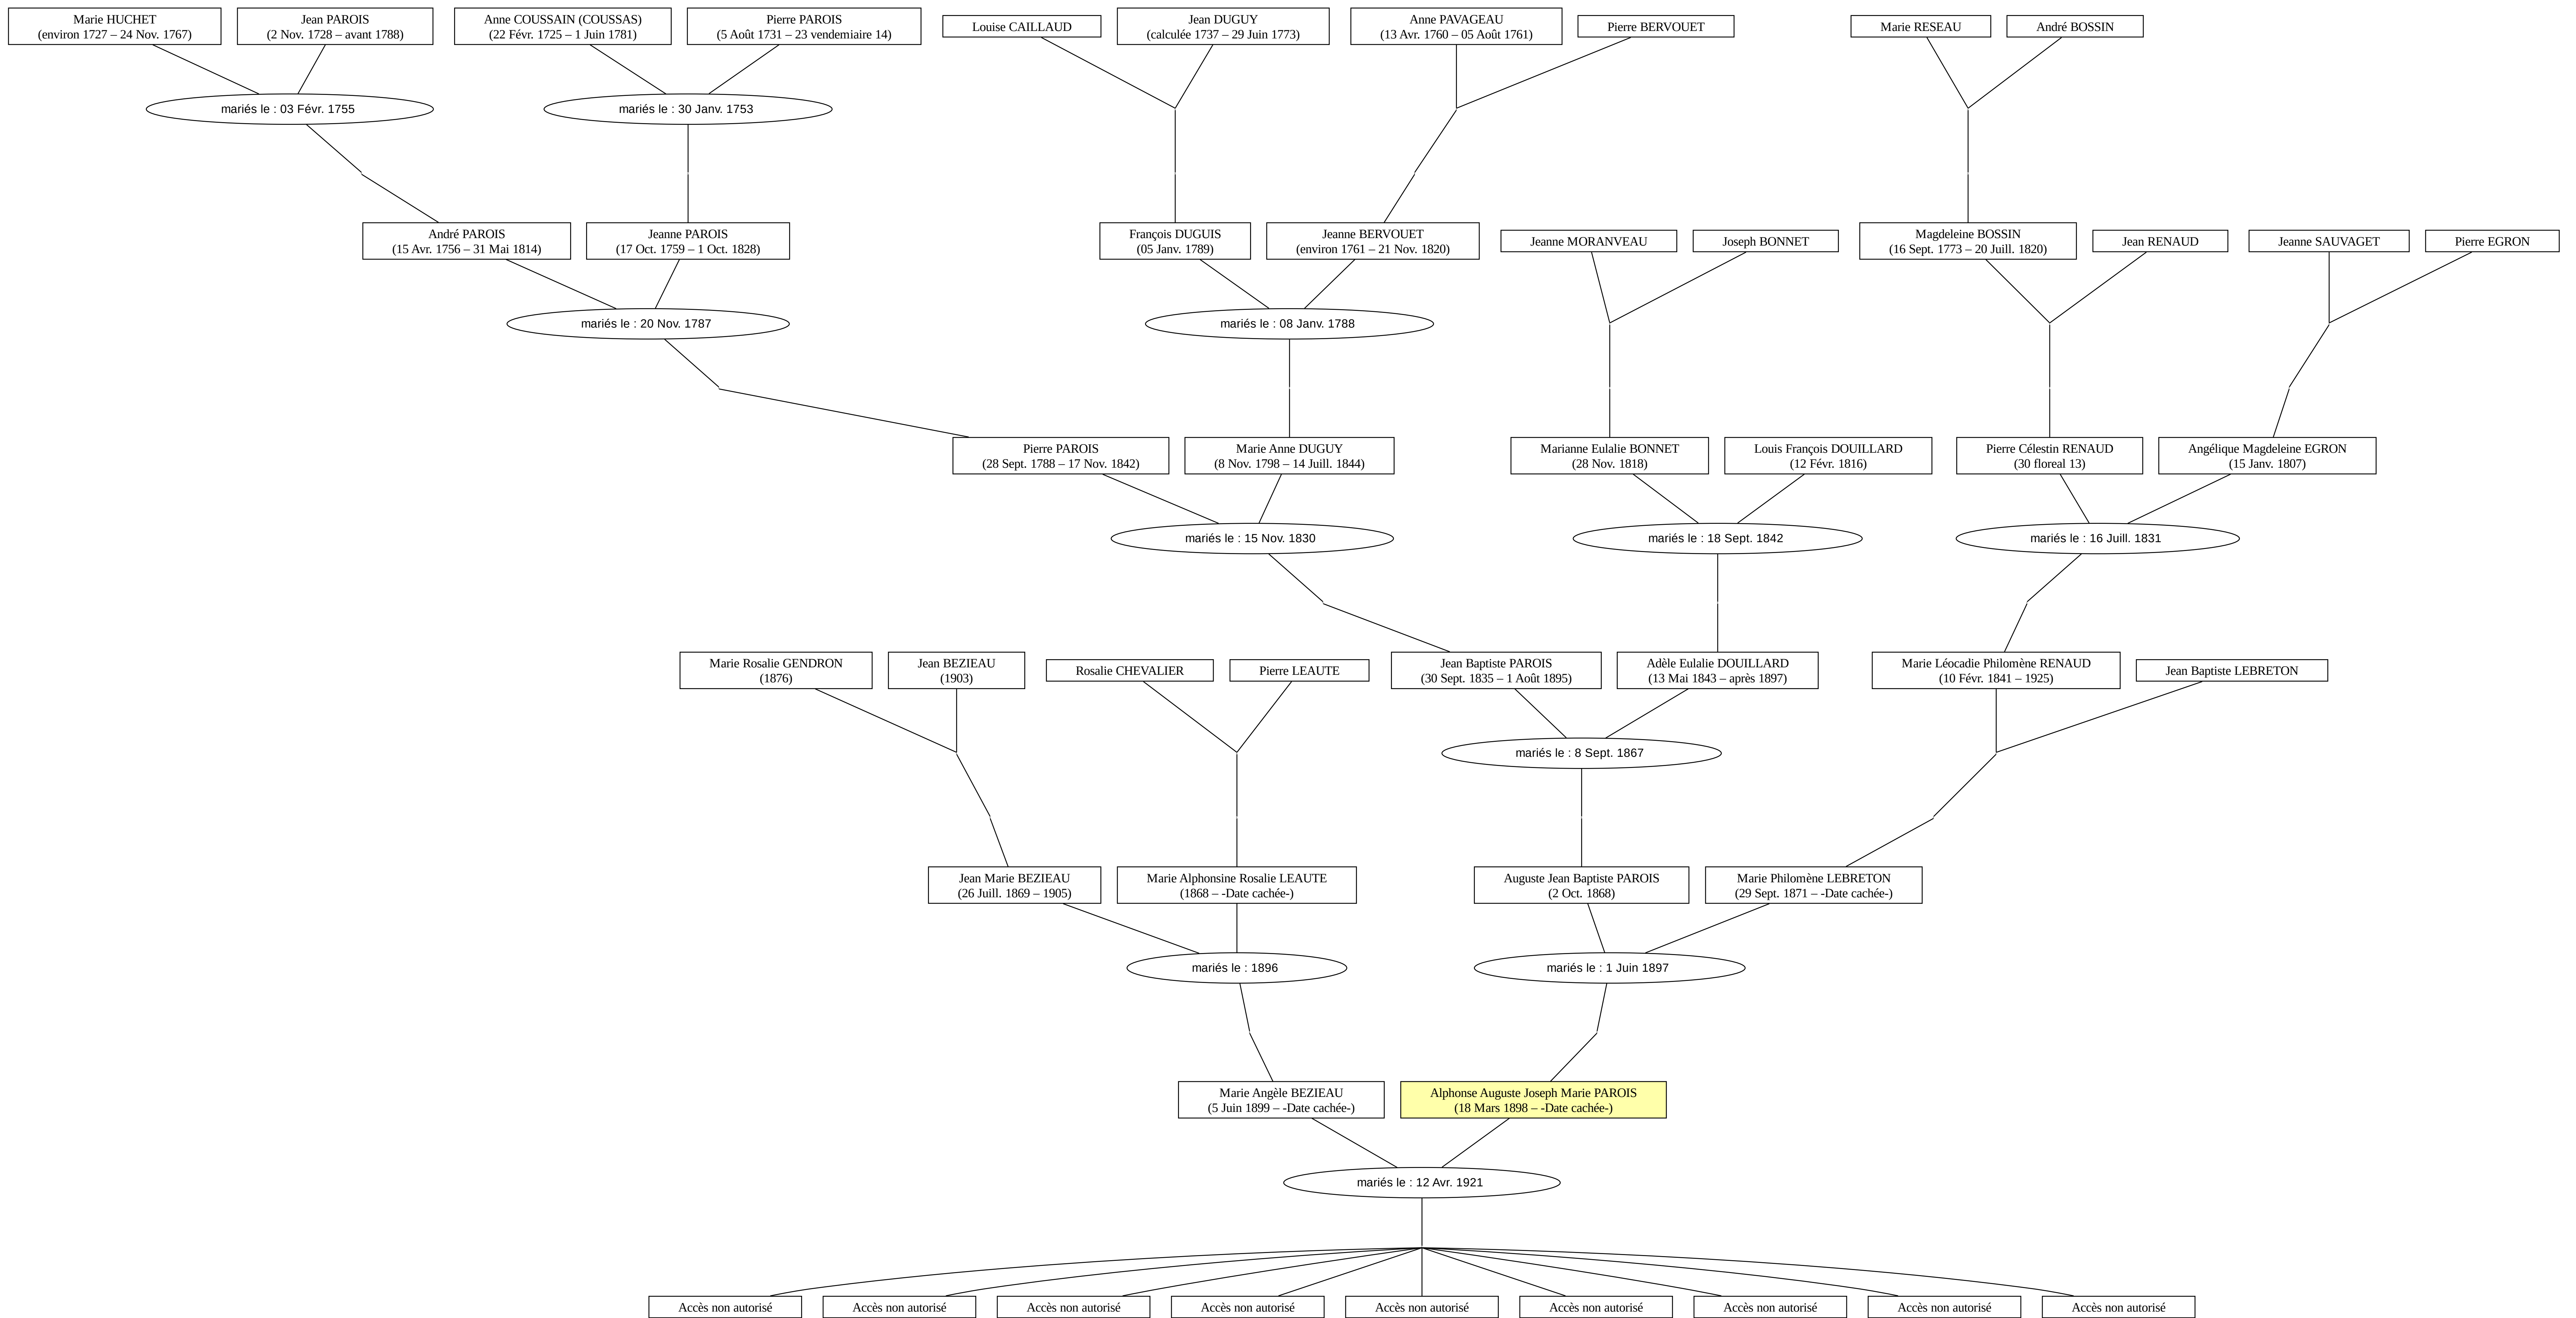 Marie HUCHET
(environ 1727 – 24 Nov. 1767)
Jean PAROIS
(2 Nov. 1728 – avant 1788)
Anne COUSSAIN (COUSSAS)
(22 Févr. 1725 – 1 Juin 1781)
Pierre PAROIS
(5 Août 1731 – 23 vendemiaire 14)
Louise CAILLAUD
Jean DUGUY
(calculée 1737 – 29 Juin 1773)
Anne PAVAGEAU
(13 Avr. 1760 – 05 Août 1761)
Pierre BERVOUET
Marie RESEAU
André BOSSIN
mariés le : 03 Févr. 1755
mariés le : 30 Janv. 1753
André PAROIS
(15 Avr. 1756 – 31 Mai 1814)
Jeanne PAROIS
(17 Oct. 1759 – 1 Oct. 1828)
François DUGUIS
(05 Janv. 1789)
Jeanne BERVOUET
(environ 1761 – 21 Nov. 1820)
Jeanne MORANVEAU
Joseph BONNET
Magdeleine BOSSIN
(16 Sept. 1773 – 20 Juill. 1820)
Jean RENAUD
Jeanne SAUVAGET
Pierre EGRON
mariés le : 20 Nov. 1787
mariés le : 08 Janv. 1788
Pierre PAROIS
(28 Sept. 1788 – 17 Nov. 1842)
Marie Anne DUGUY
(8 Nov. 1798 – 14 Juill. 1844)
Marianne Eulalie BONNET
(28 Nov. 1818)
Louis François DOUILLARD
(12 Févr. 1816)
Pierre Célestin RENAUD
(30 floreal 13)
Angélique Magdeleine EGRON
(15 Janv. 1807)
mariés le : 15 Nov. 1830
mariés le : 18 Sept. 1842
mariés le : 16 Juill. 1831
Marie Rosalie GENDRON
(1876)
Jean BEZIEAU
(1903)
Rosalie CHEVALIER
Pierre LEAUTE
Jean Baptiste PAROIS
(30 Sept. 1835 – 1 Août 1895)
Adèle Eulalie DOUILLARD
(13 Mai 1843 – après 1897)
Marie Léocadie Philomène RENAUD
(10 Févr. 1841 – 1925)
Jean Baptiste LEBRETON
mariés le : 8 Sept. 1867
Jean Marie BEZIEAU
(26 Juill. 1869 – 1905)
Marie Alphonsine Rosalie LEAUTE
(1868 – -Date cachée-)
Auguste Jean Baptiste PAROIS
(2 Oct. 1868)
Marie Philomène LEBRETON
(29 Sept. 1871 – -Date cachée-)
mariés le : 1896
mariés le : 1 Juin 1897
Marie Angèle BEZIEAU
(5 Juin 1899 – -Date cachée-)
Alphonse Auguste Joseph Marie PAROIS
(18 Mars 1898 – -Date cachée-)
mariés le : 12 Avr. 1921
Accès non autorisé
Accès non autorisé
Accès non autorisé
Accès non autorisé
Accès non autorisé
Accès non autorisé
Accès non autorisé
Accès non autorisé
Accès non autorisé